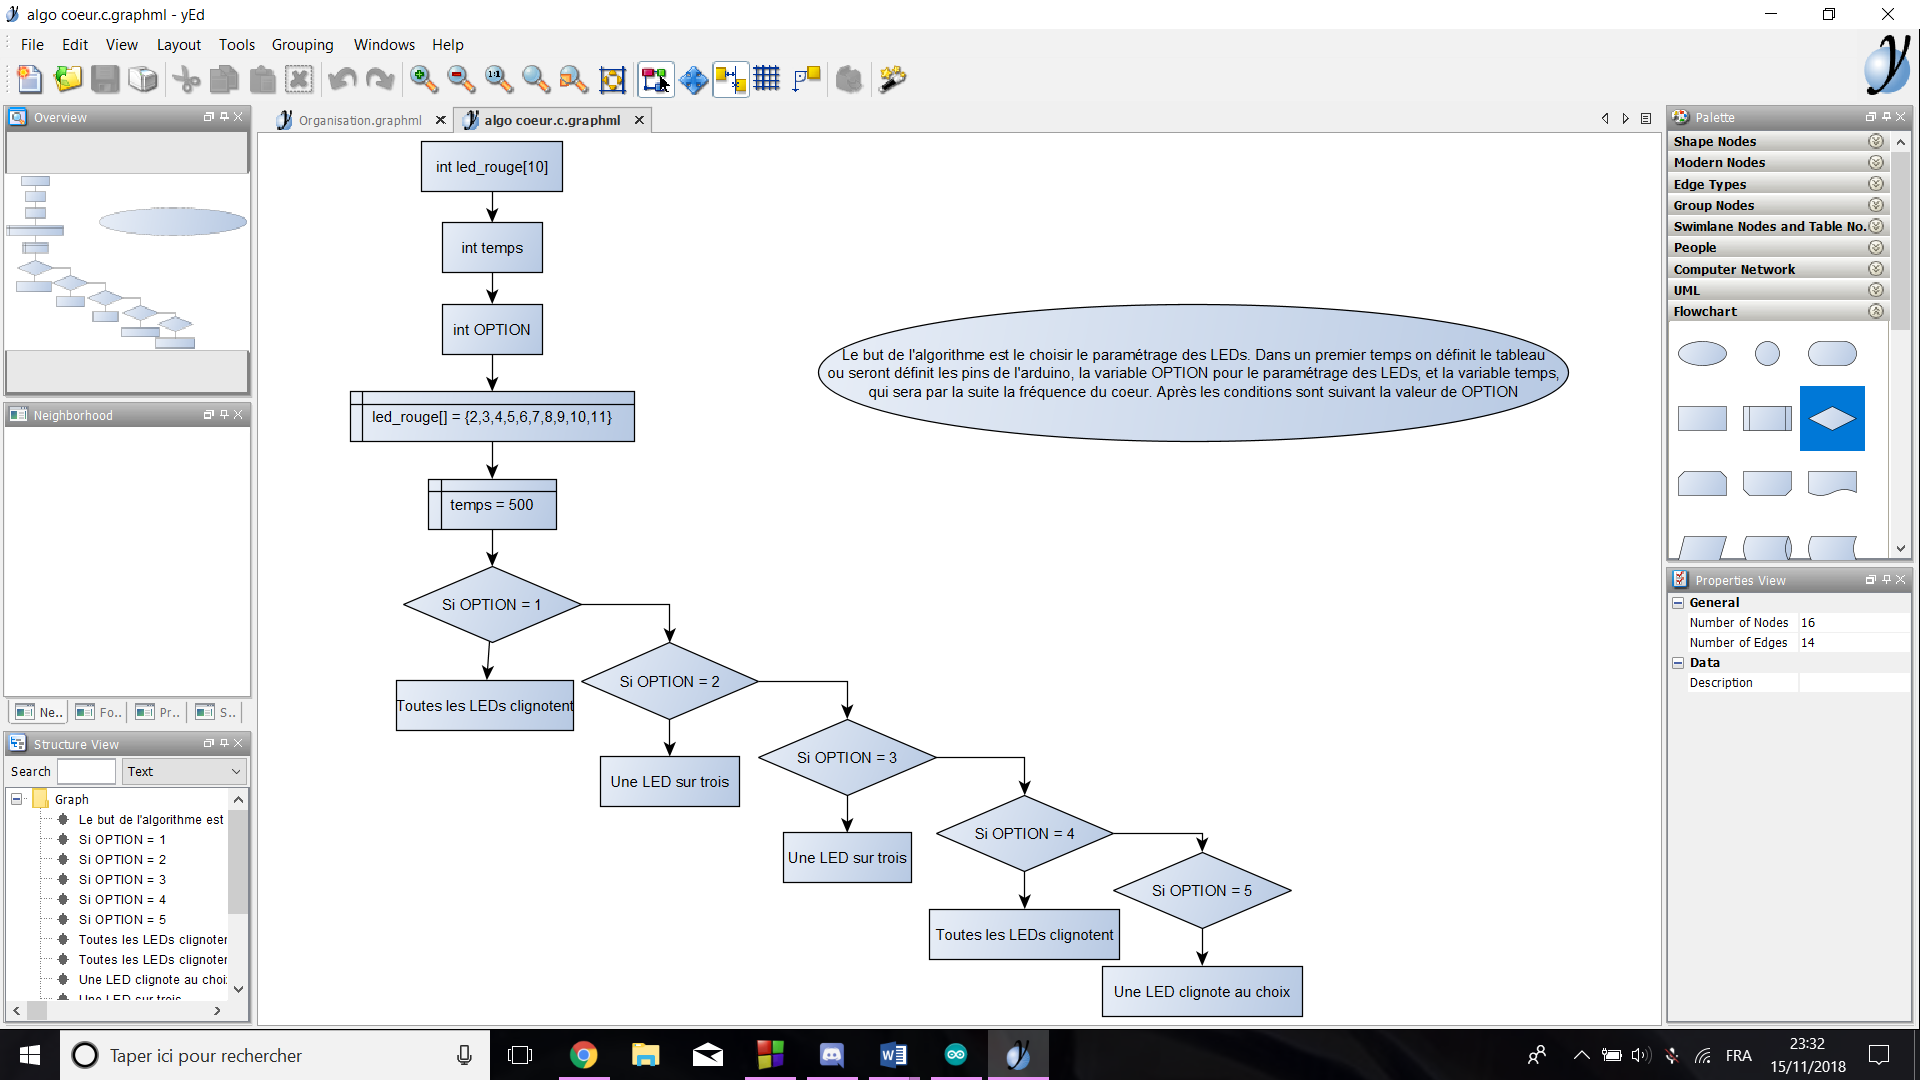 algo coeur.c.graphml - yEd
File Edit View Layout Tools Grouping Windows Help
Overview
Organisation.graphml
algo coeur.c.graphml
Palette
Shape Nodes
Modern Nodes
Edge Types
Group Nodes
Swimlane Nodes and Table No.
People
Computer Network
UML
Flowchart
int led_rouge[10]
int temps
int OPTION
led_rouge[] = {2,3,4,5,6,7,8,9,10,11}
temps = 500
Si OPTION = 1
Toutes les LEDs clignotent
Si OPTION = 2
Une LED sur trois
Si OPTION = 3
Une LED sur trois
Si OPTION = 4
Toutes les LEDs clignotent
Si OPTION = 5
Une LED clignote au choix
Le but de l'algorithme est le choisir le paramétrage des LEDs. Dans un premier temps on définit le tableau
ou seront définit les pins de l'arduino, la variable OPTION pour le paramétrage des LEDs, et la variable temps,
qui sera par la suite la fréquence du coeur. Après les conditions sont suivant la valeur de OPTION
Neighborhood
Ne.. Fo.. Pr.. S..
Structure View
Search Text
Graph
Le but de l'algorithme est
Si OPTION = 1
Si OPTION = 2
Si OPTION = 3
Si OPTION = 4
Si OPTION = 5
Toutes les LEDs clignoter
Toutes les LEDs clignoter
Une LED clignote au choi
Une LED sur trois
Properties View
General
Number of Nodes 16
Number of Edges 14
Data
Description
Taper ici pour rechercher
FRA
23:32
15/11/2018